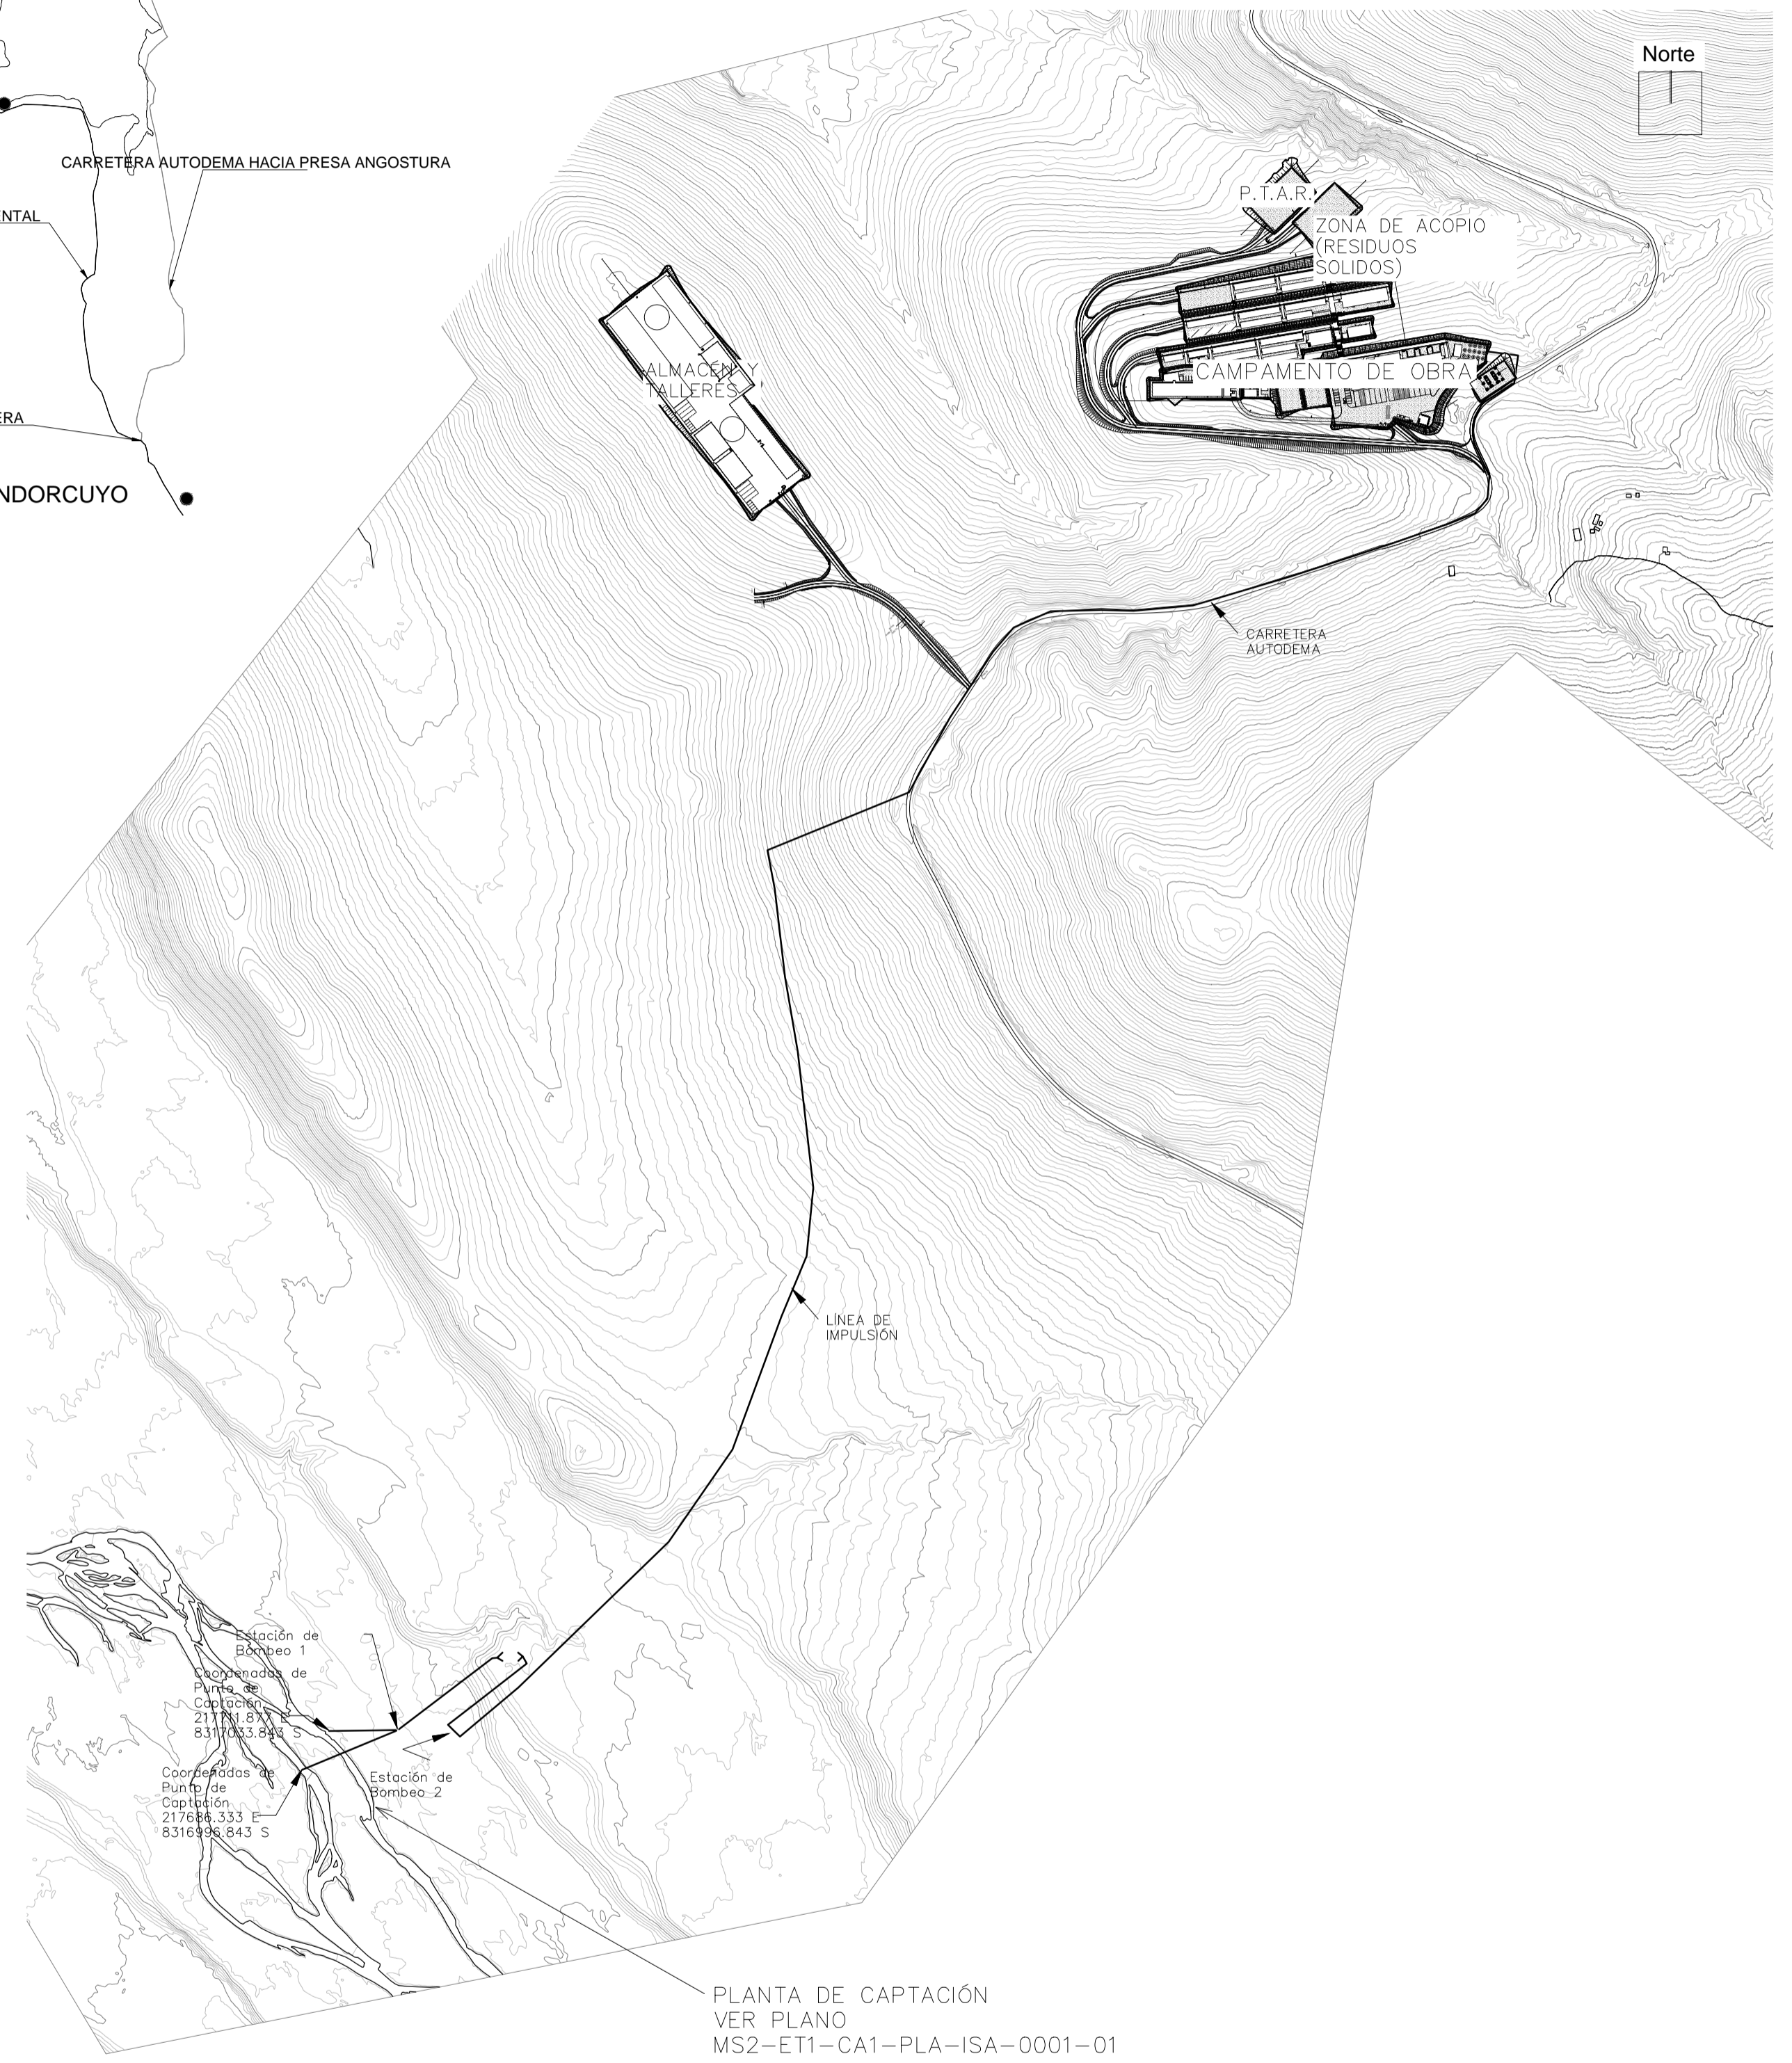 Norte
CARRETERA AUTODEMA HACIA PRESA ANGOSTURA
P.T.A.R.
ZONA DE ACOPIO
(RESIDUOS
SOLIDOS)
ENTAL
ALMACÉN Y
TALLERES
CAMPAMENTO DE OBRA
ERA
NDORCUYO
CARRETERA
AUTODEMA
LÍNEA DE
IMPULSIÓN
Estación de
Bombeo 1
Coordenadas de
Punto de
Captación
217711.877 E
8317033.843 S
Coordenadas de
Punto de
Captación
217686.333 E
8316996.843 S
Estación de
Bombeo 2
PLANTA DE CAPTACIÓN
VER PLANO
MS2-ET1-CA1-PLA-ISA-0001-01